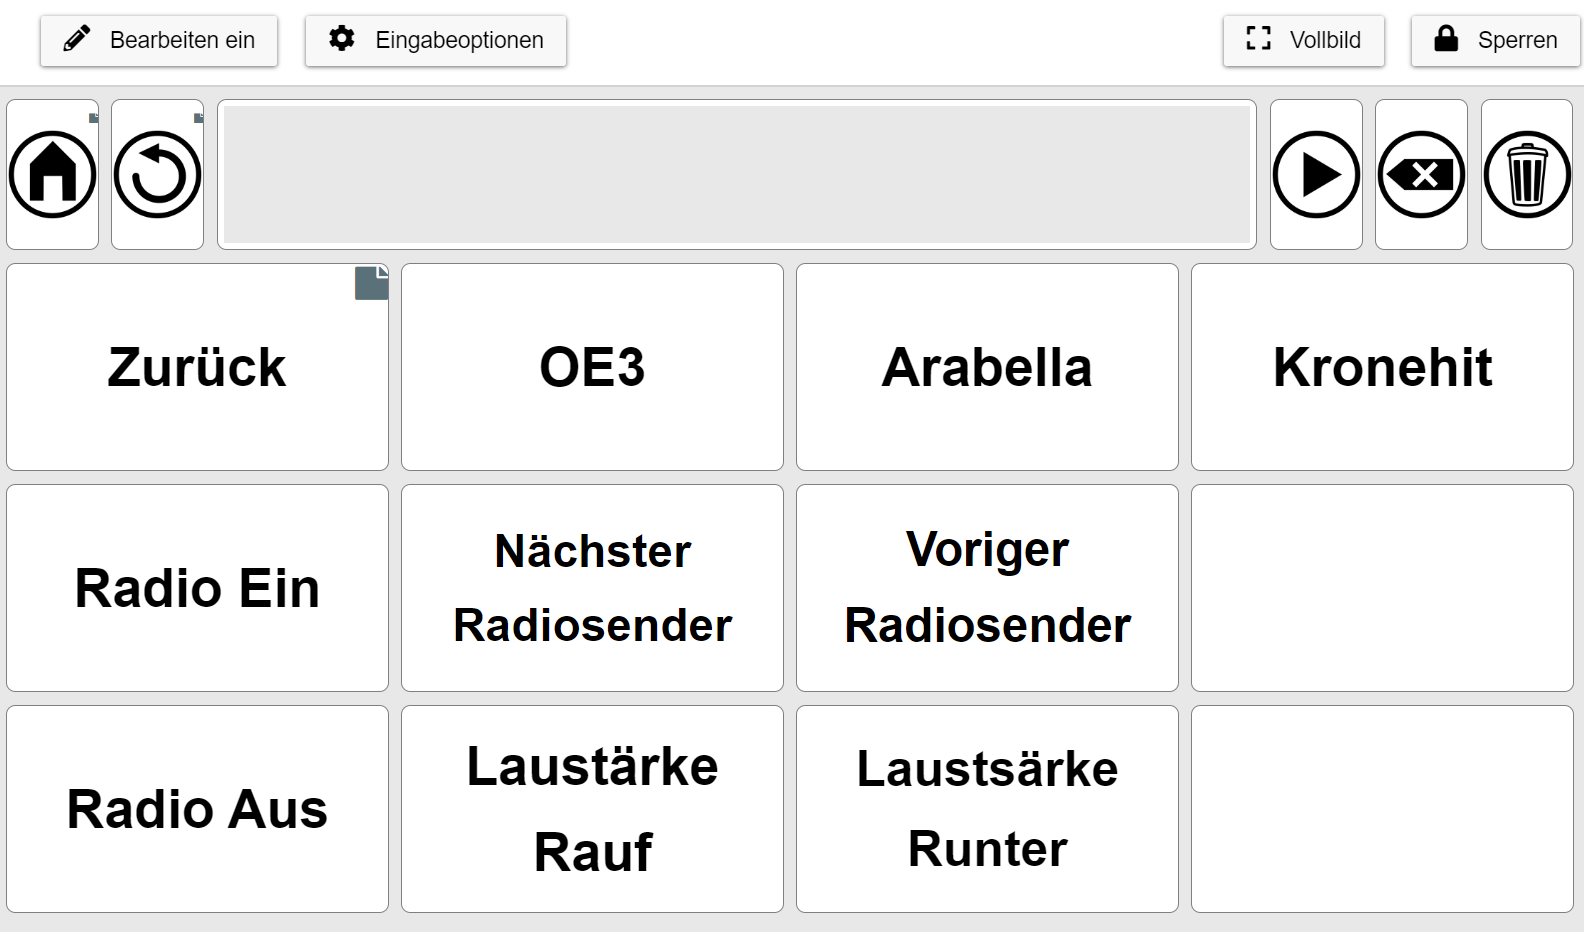 Bearbeiten ein
Eingabeoptionen
Vollbild
Sperren
Zurück
OE3
Arabella
Kronehit
Radio Ein
Nächster
Radiosender
Voriger
Radiosender
Radio Aus
Laustärke
Rauf
Laustsärke
Runter